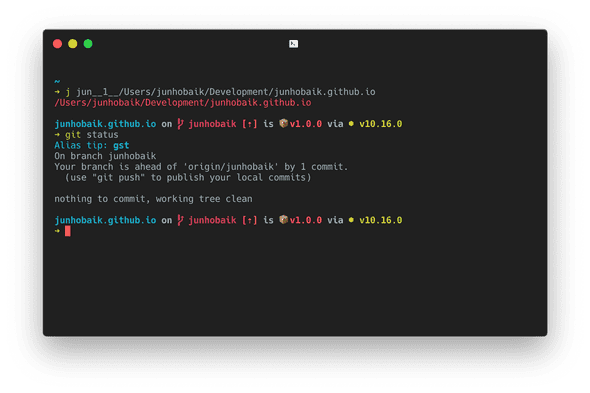 ~
➜ j jun__1__/Users/junhobaik/Development/junhobaik.github.io
/Users/junhobaik/Development/junhobaik.github.io
junhobaik.github.io on junhobaik [⇡] is 📦v1.0.0 via ⬢ v10.16.0
➜ git status
Alias tip: gst
On branch junhobaik
Your branch is ahead of 'origin/junhobaik' by 1 commit.
(use "git push" to publish your local commits)
nothing to commit, working tree clean
junhobaik.github.io on junhobaik [⇡] is 📦v1.0.0 via ⬢ v10.16.0
➜